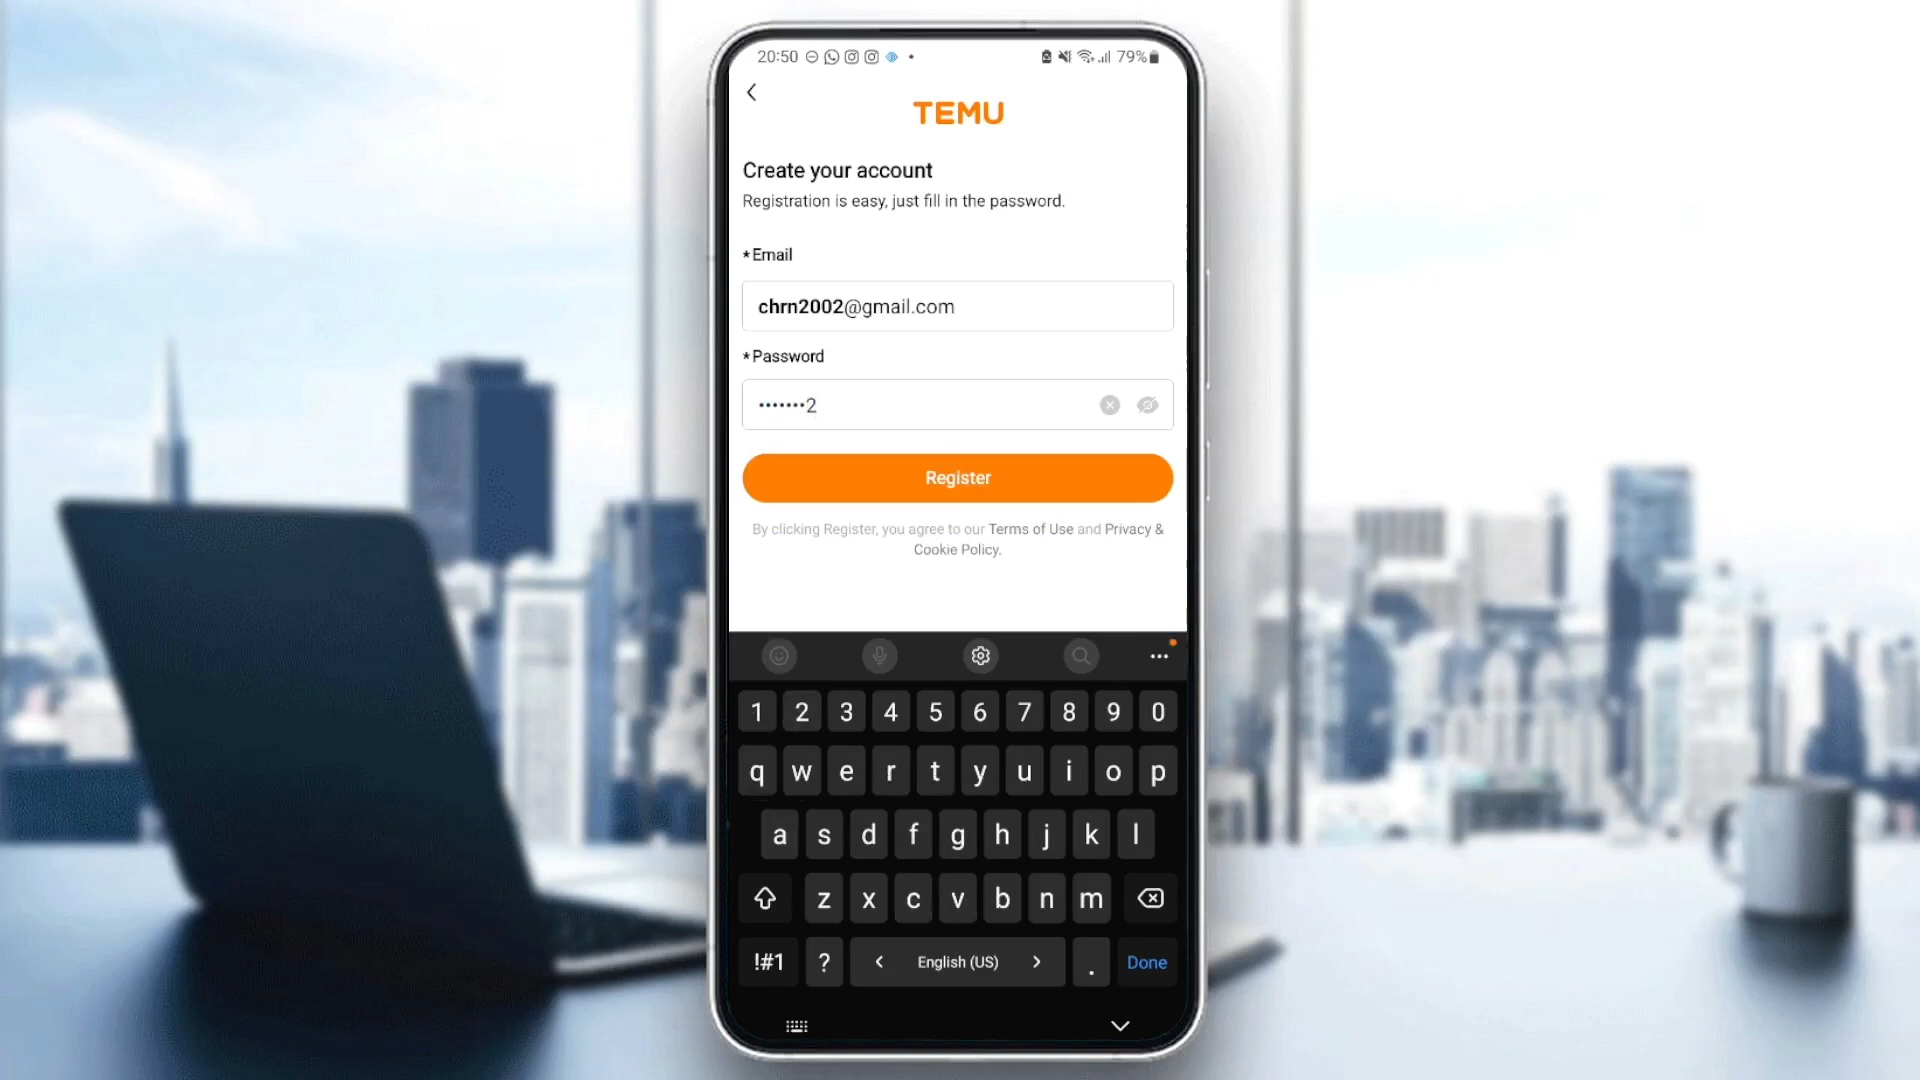 20:50 79%
TEMU
Create your account
Registration is easy, just fill in the password.
*Email
chrn2002@gmail.com
*Password
•••••••2
Register
By clicking Register, you agree to our Terms of Use and Privacy &
Cookie Policy.
1 2 3 4 5 6 7 8 9 0
q w e r t y u i o p
a s d f g h j k l
z x c v b n m
!#1 ? < English (US) > . Done